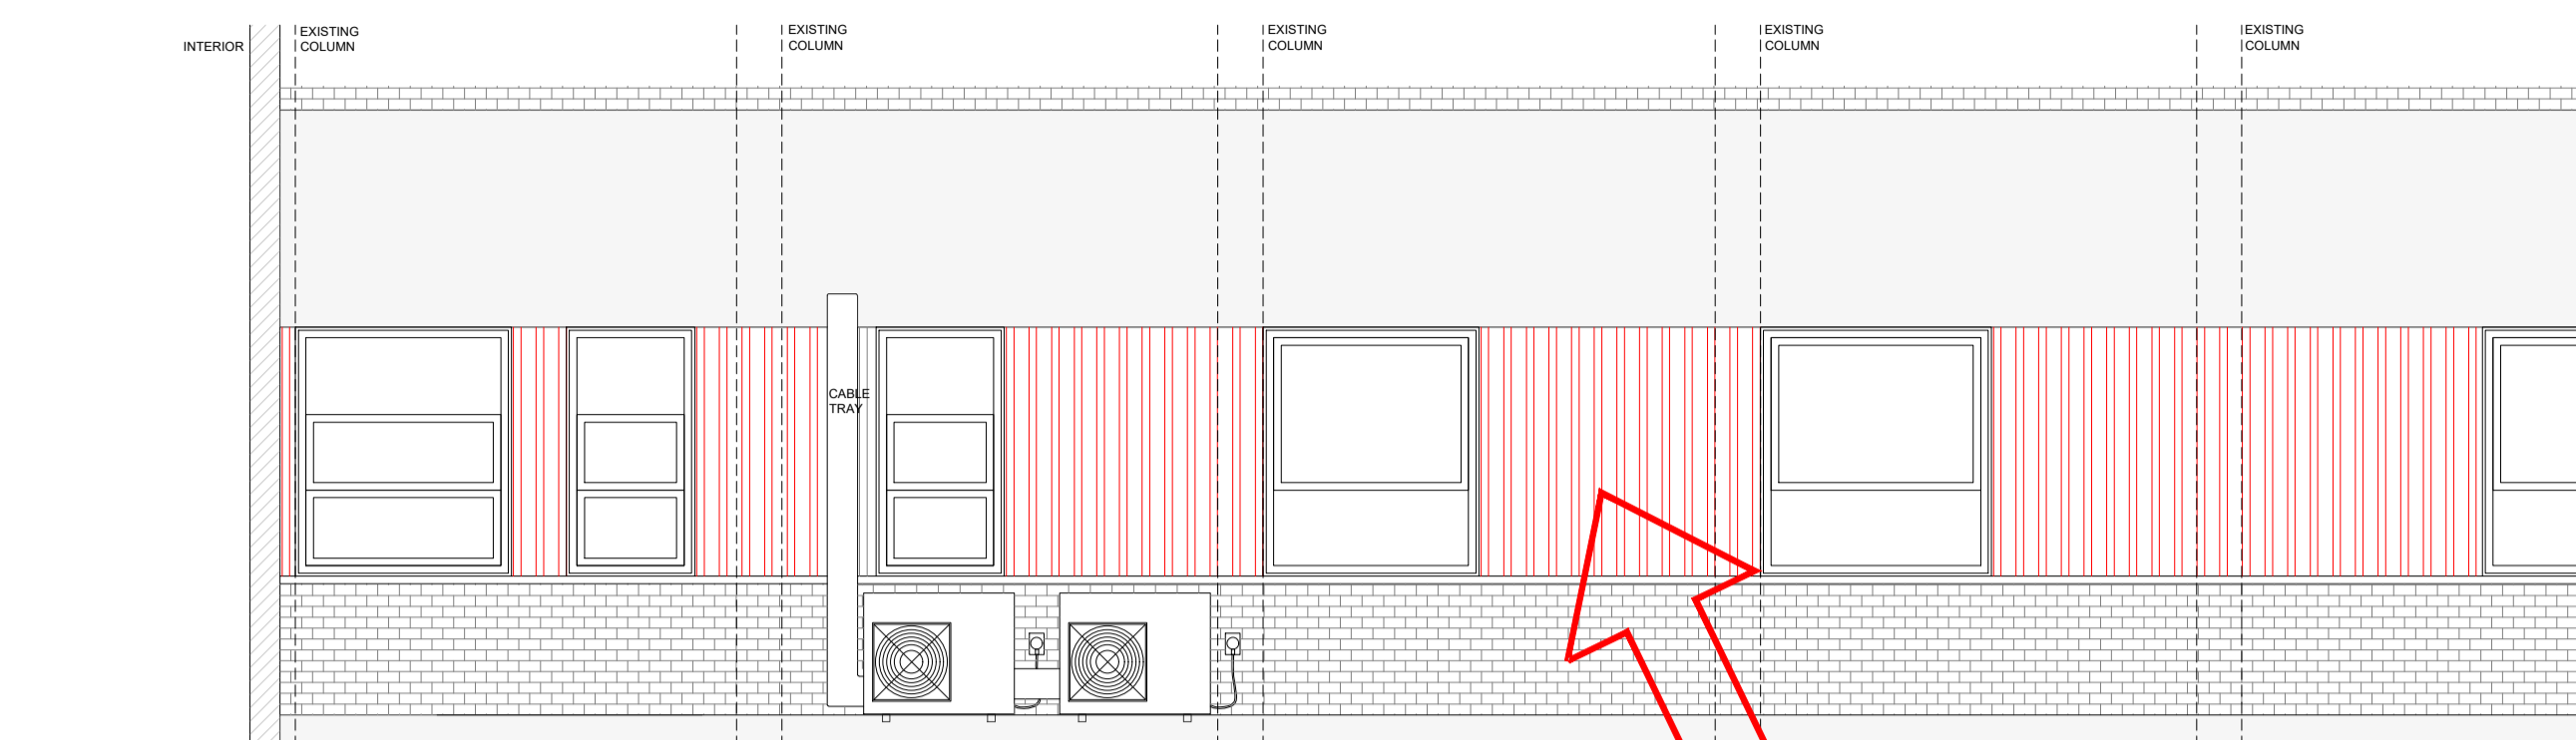 INTERIOR
EXISTING
COLUMN
EXISTING
COLUMN
EXISTING
COLUMN
EXISTING
COLUMN
EXISTING
COLUMN
CABLE
TRAY